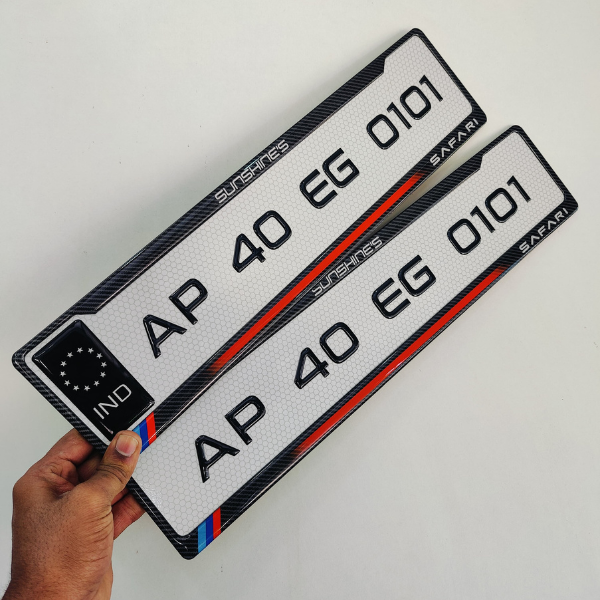 SUNSHINE'S
AP 40 EG 0101
SAFARI
IND
SUNSHINE'S
AP 40 EG 0101
SAFARI